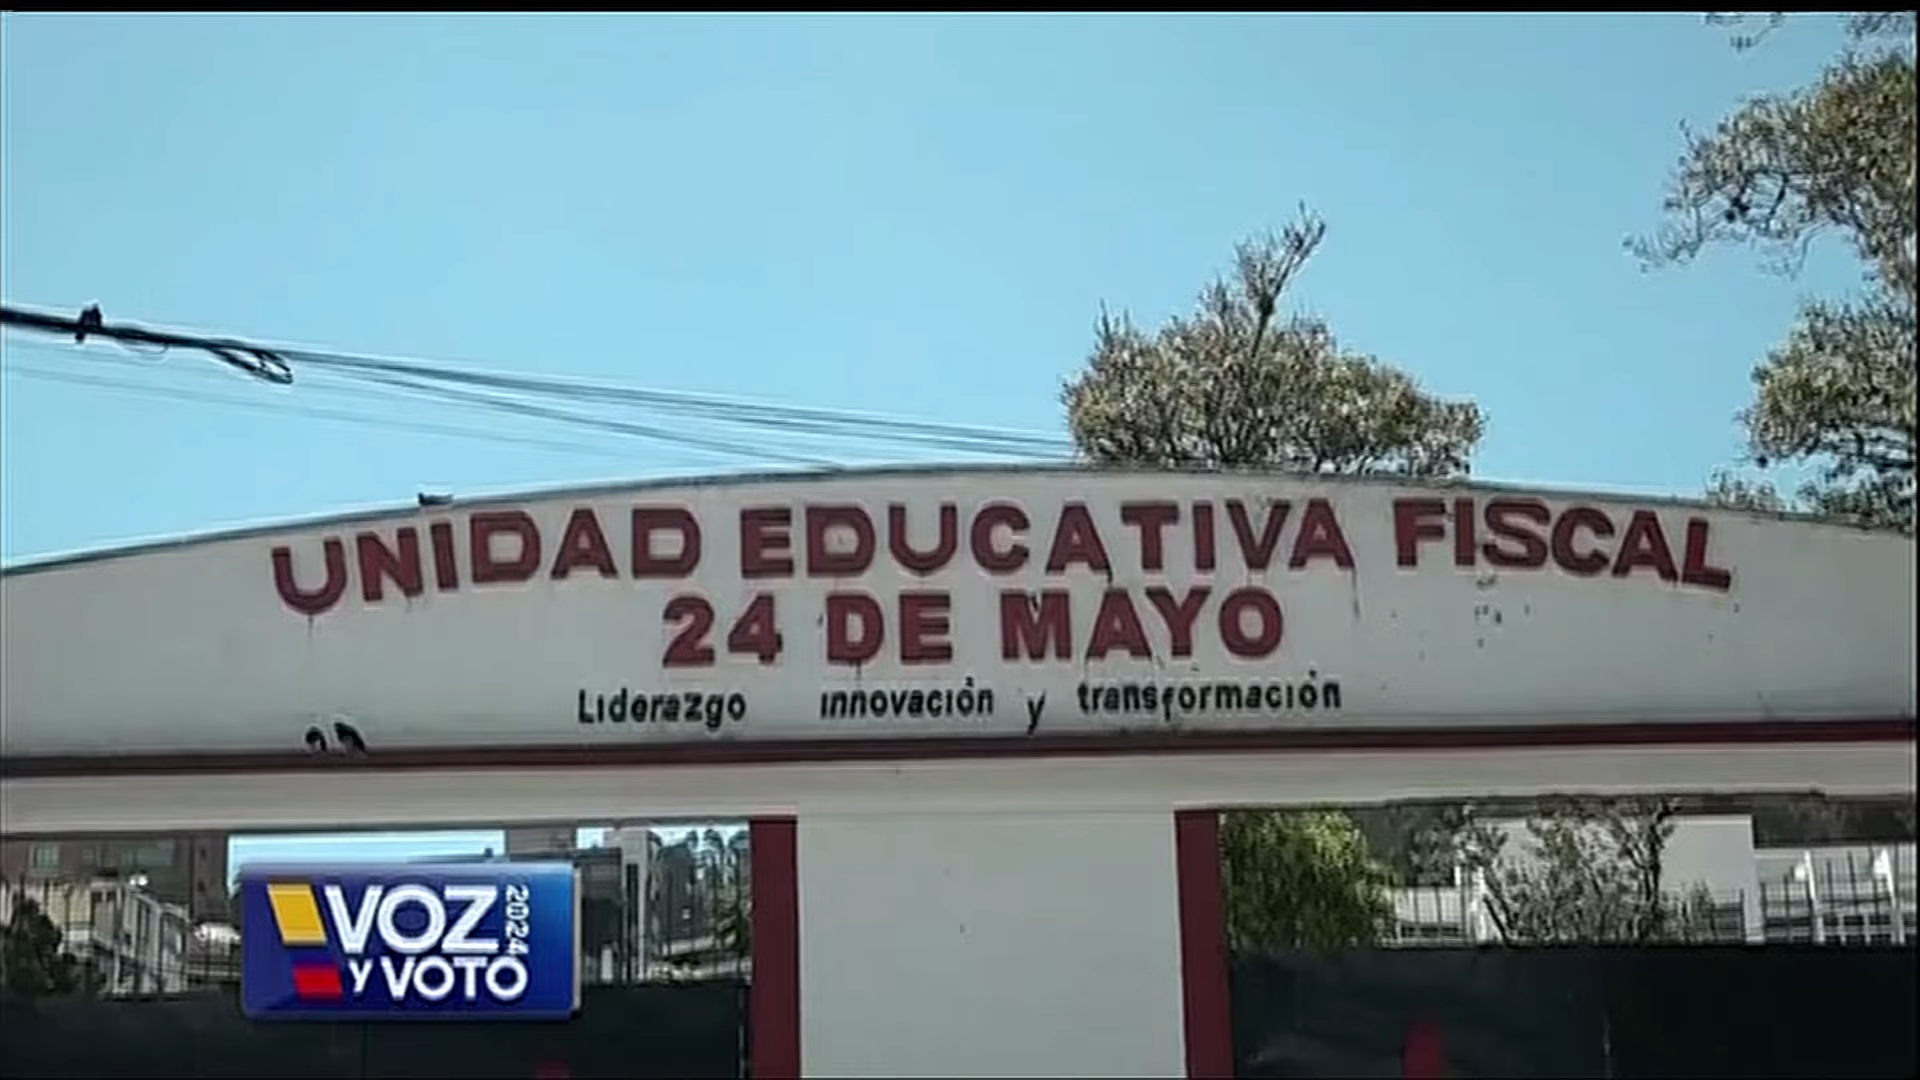 UNIDAD EDUCATIVA FISCAL
24 DE MAYO
Liderazgo innovación y transformación
VOZ 2024
y VOTO